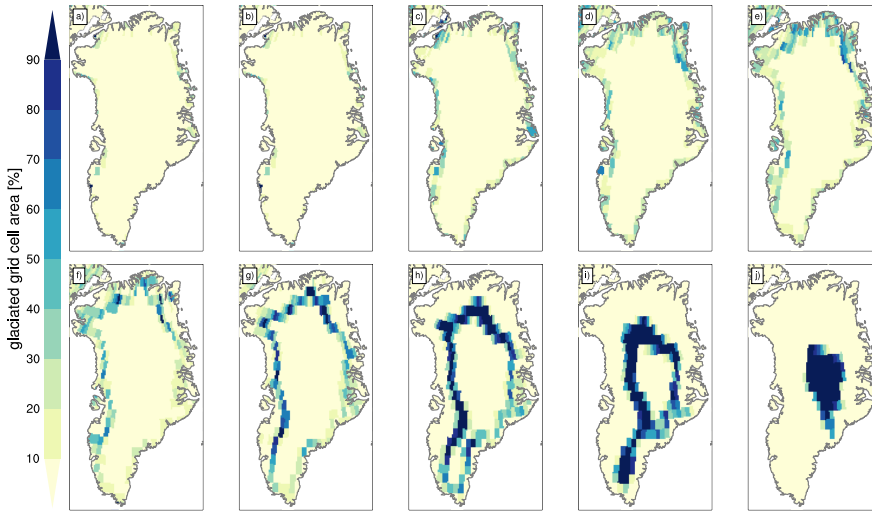 a)
b)
c)
d)
e)
90
80
70
60
50
40
30
20
10
glaciated grid cell area [%]
f)
g)
h)
i)
j)